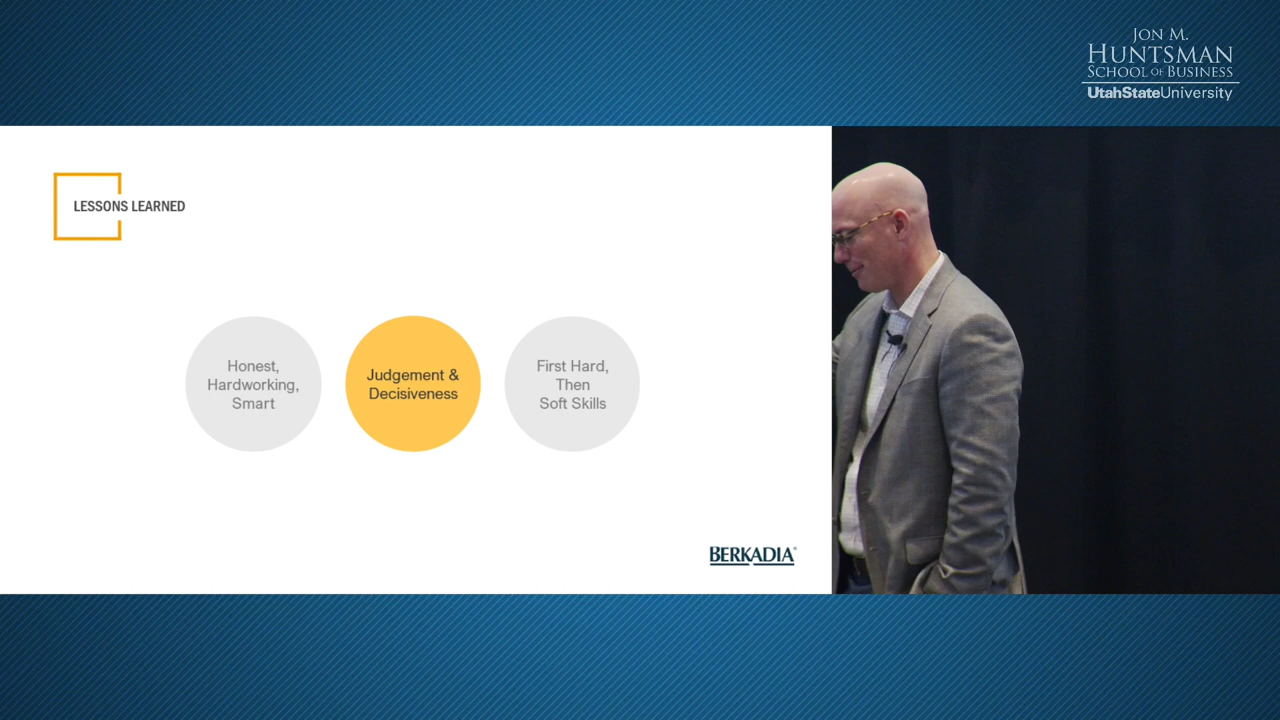 JON M.
HUNTSMAN
SCHOOL OF BUSINESS
UtahStateUniversity
LESSONS LEARNED
Honest,
Hardworking,
Smart
Judgement &
Decisiveness
First Hard,
Then
Soft Skills
BERKADIA®